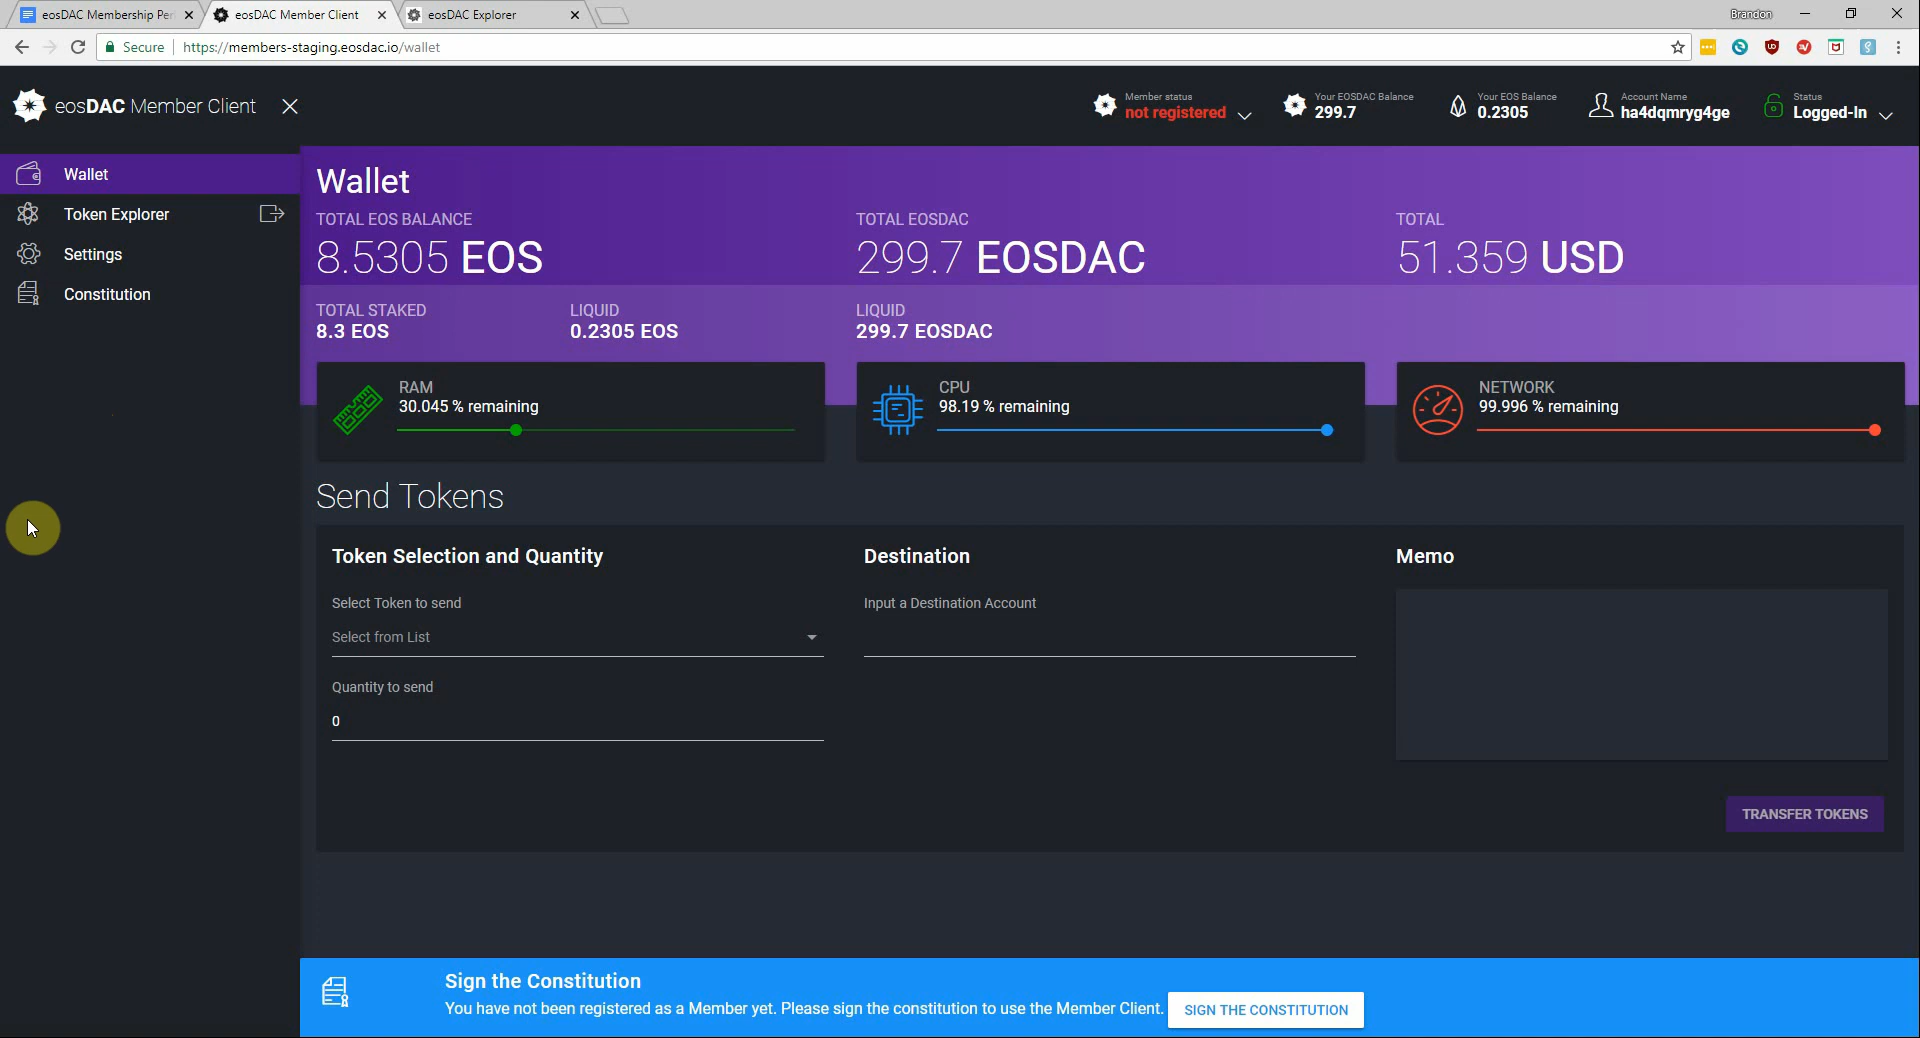 eosDAC Membership Per
eosDAC Member Client
eosDAC Explorer
Brandon
Secure
https://members-staging.eosdac.io/wallet
eosDAC Member Client
Member status
not registered
Your EOSDAC Balance
299.7
Your EOS Balance
0.2305
Account Name
ha4dqmryg4ge
Status
Logged-In
Wallet
Token Explorer
Settings
Constitution
Wallet
TOTAL EOS BALANCE
8.5305 EOS
TOTAL EOSDAC
299.7 EOSDAC
TOTAL
51.359 USD
TOTAL STAKED
8.3 EOS
LIQUID
0.2305 EOS
LIQUID
299.7 EOSDAC
RAM
30.045 % remaining
CPU
98.19 % remaining
NETWORK
99.996 % remaining
Send Tokens
Token Selection and Quantity
Select Token to send
Select from List
Quantity to send
0
Destination
Input a Destination Account
Memo
TRANSFER TOKENS
Sign the Constitution
You have not been registered as a Member yet. Please sign the constitution to use the Member Client.
SIGN THE CONSTITUTION